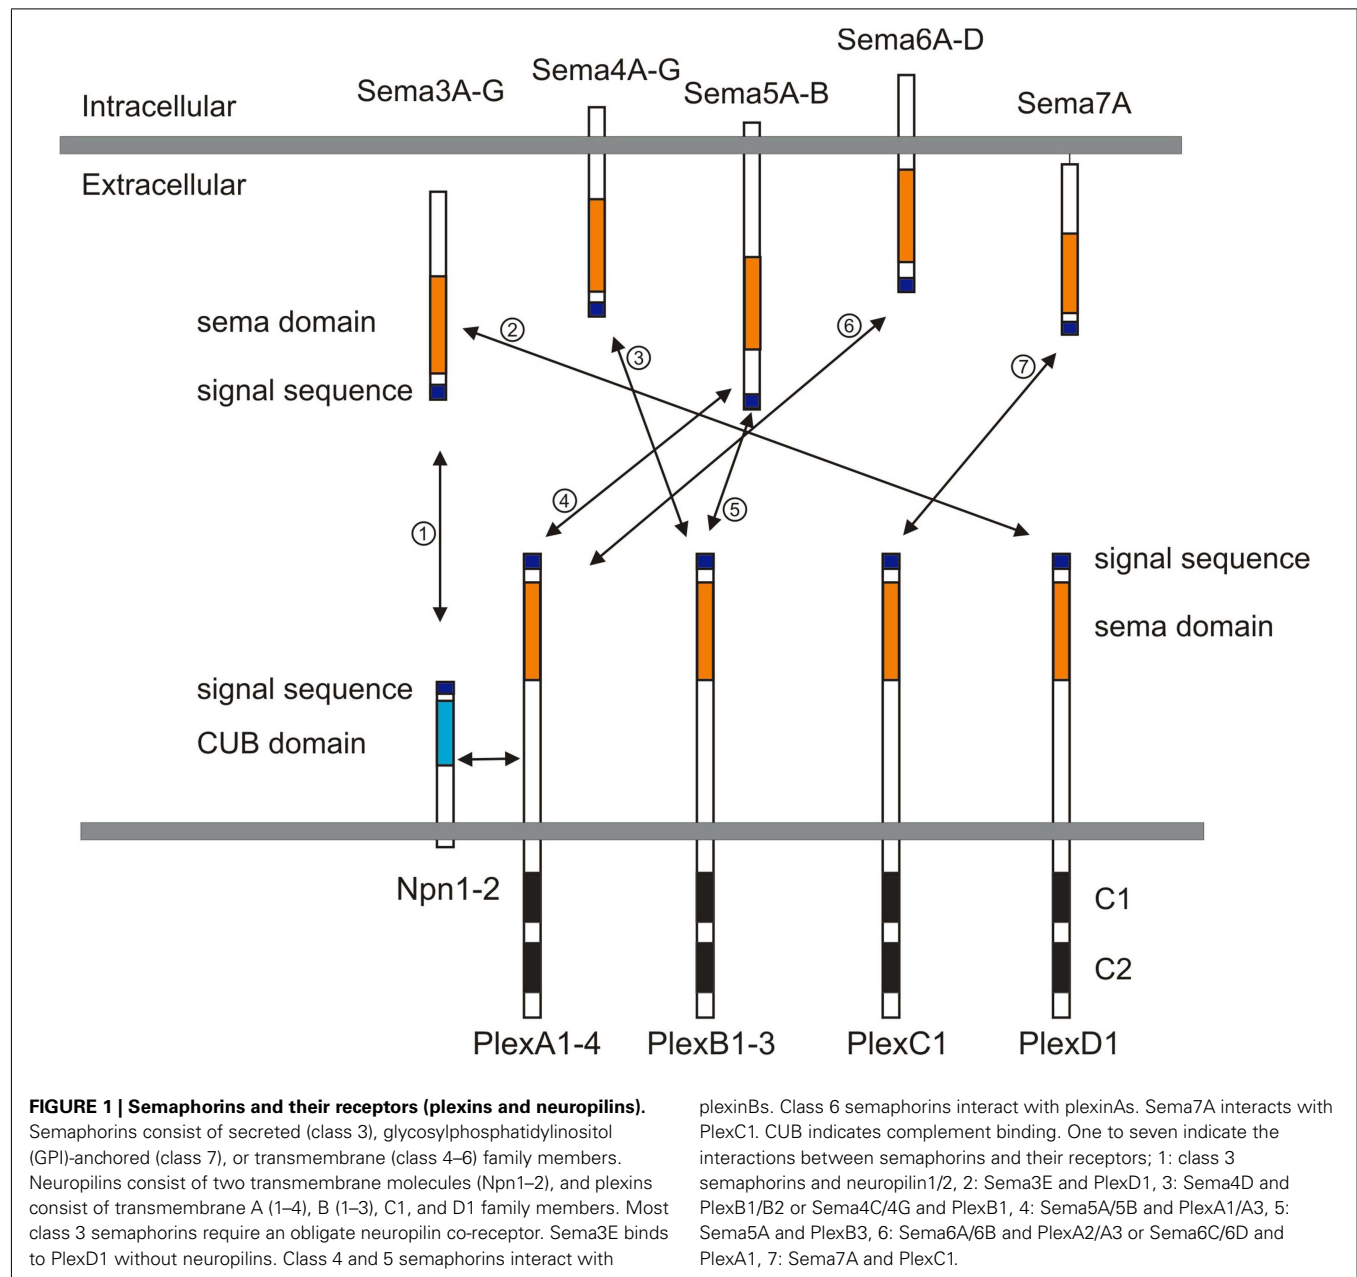 Sema6A-D
Sema4A-G
Sema3A-G
Sema5A-B
Sema7A
Intracellular
Extracellular
sema domain
signal sequence
②
③
⑥
⑦
④
⑤
①
signal sequence
sema domain
signal sequence
CUB domain
Npn1-2
C1
C2
PlexA1-4
PlexB1-3
PlexC1
PlexD1
FIGURE 1 | Semaphorins and their receptors (plexins and neuropilins).
Semaphorins consist of secreted (class 3), glycosylphosphatidylinositol
(GPI)-anchored (class 7), or transmembrane (class 4–6) family members.
Neuropilins consist of two transmembrane molecules (Npn1–2), and plexins
consist of transmembrane A (1–4), B (1–3), C1, and D1 family members. Most
class 3 semaphorins require an obligate neuropilin co-receptor. Sema3E binds
to PlexD1 without neuropilins. Class 4 and 5 semaphorins interact with
plexinBs. Class 6 semaphorins interact with plexinAs. Sema7A interacts with
PlexC1. CUB indicates complement binding. One to seven indicate the
interactions between semaphorins and their receptors; 1: class 3
semaphorins and neuropilin1/2, 2: Sema3E and PlexD1, 3: Sema4D and
PlexB1/B2 or Sema4C/4G and PlexB1, 4: Sema5A/5B and PlexA1/A3, 5:
Sema5A and PlexB3, 6: Sema6A/6B and PlexA2/A3 or Sema6C/6D and
PlexA1, 7: Sema7A and PlexC1.